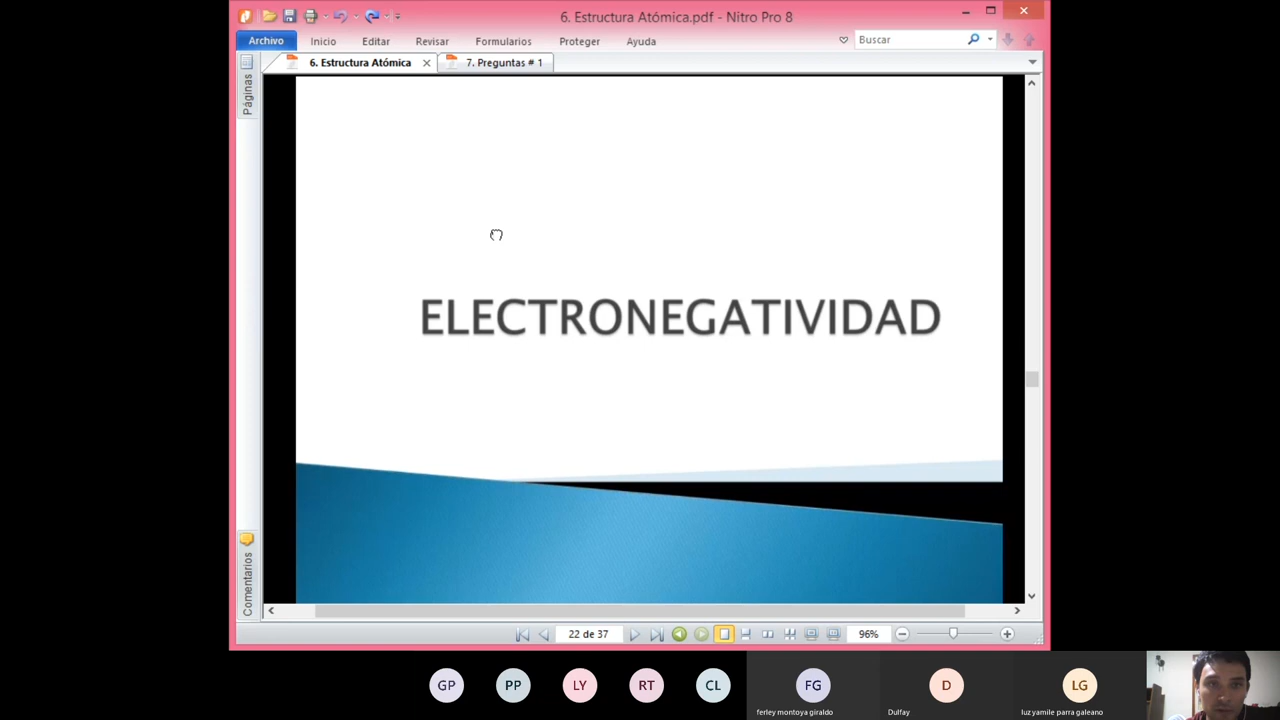 6. Estructura Atómica.pdf - Nitro Pro 8
Archivo Inicio Editar Revisar Formularios Proteger Ayuda Buscar
6. Estructura Atómica 7. Preguntas # 1
Páginas
ELECTRONEGATIVIDAD
Comentarios
22 de 37 96%
GP PP LY RT CL FG D LG
ferley montoya giraldo Dulfay luz yamile parra galeano